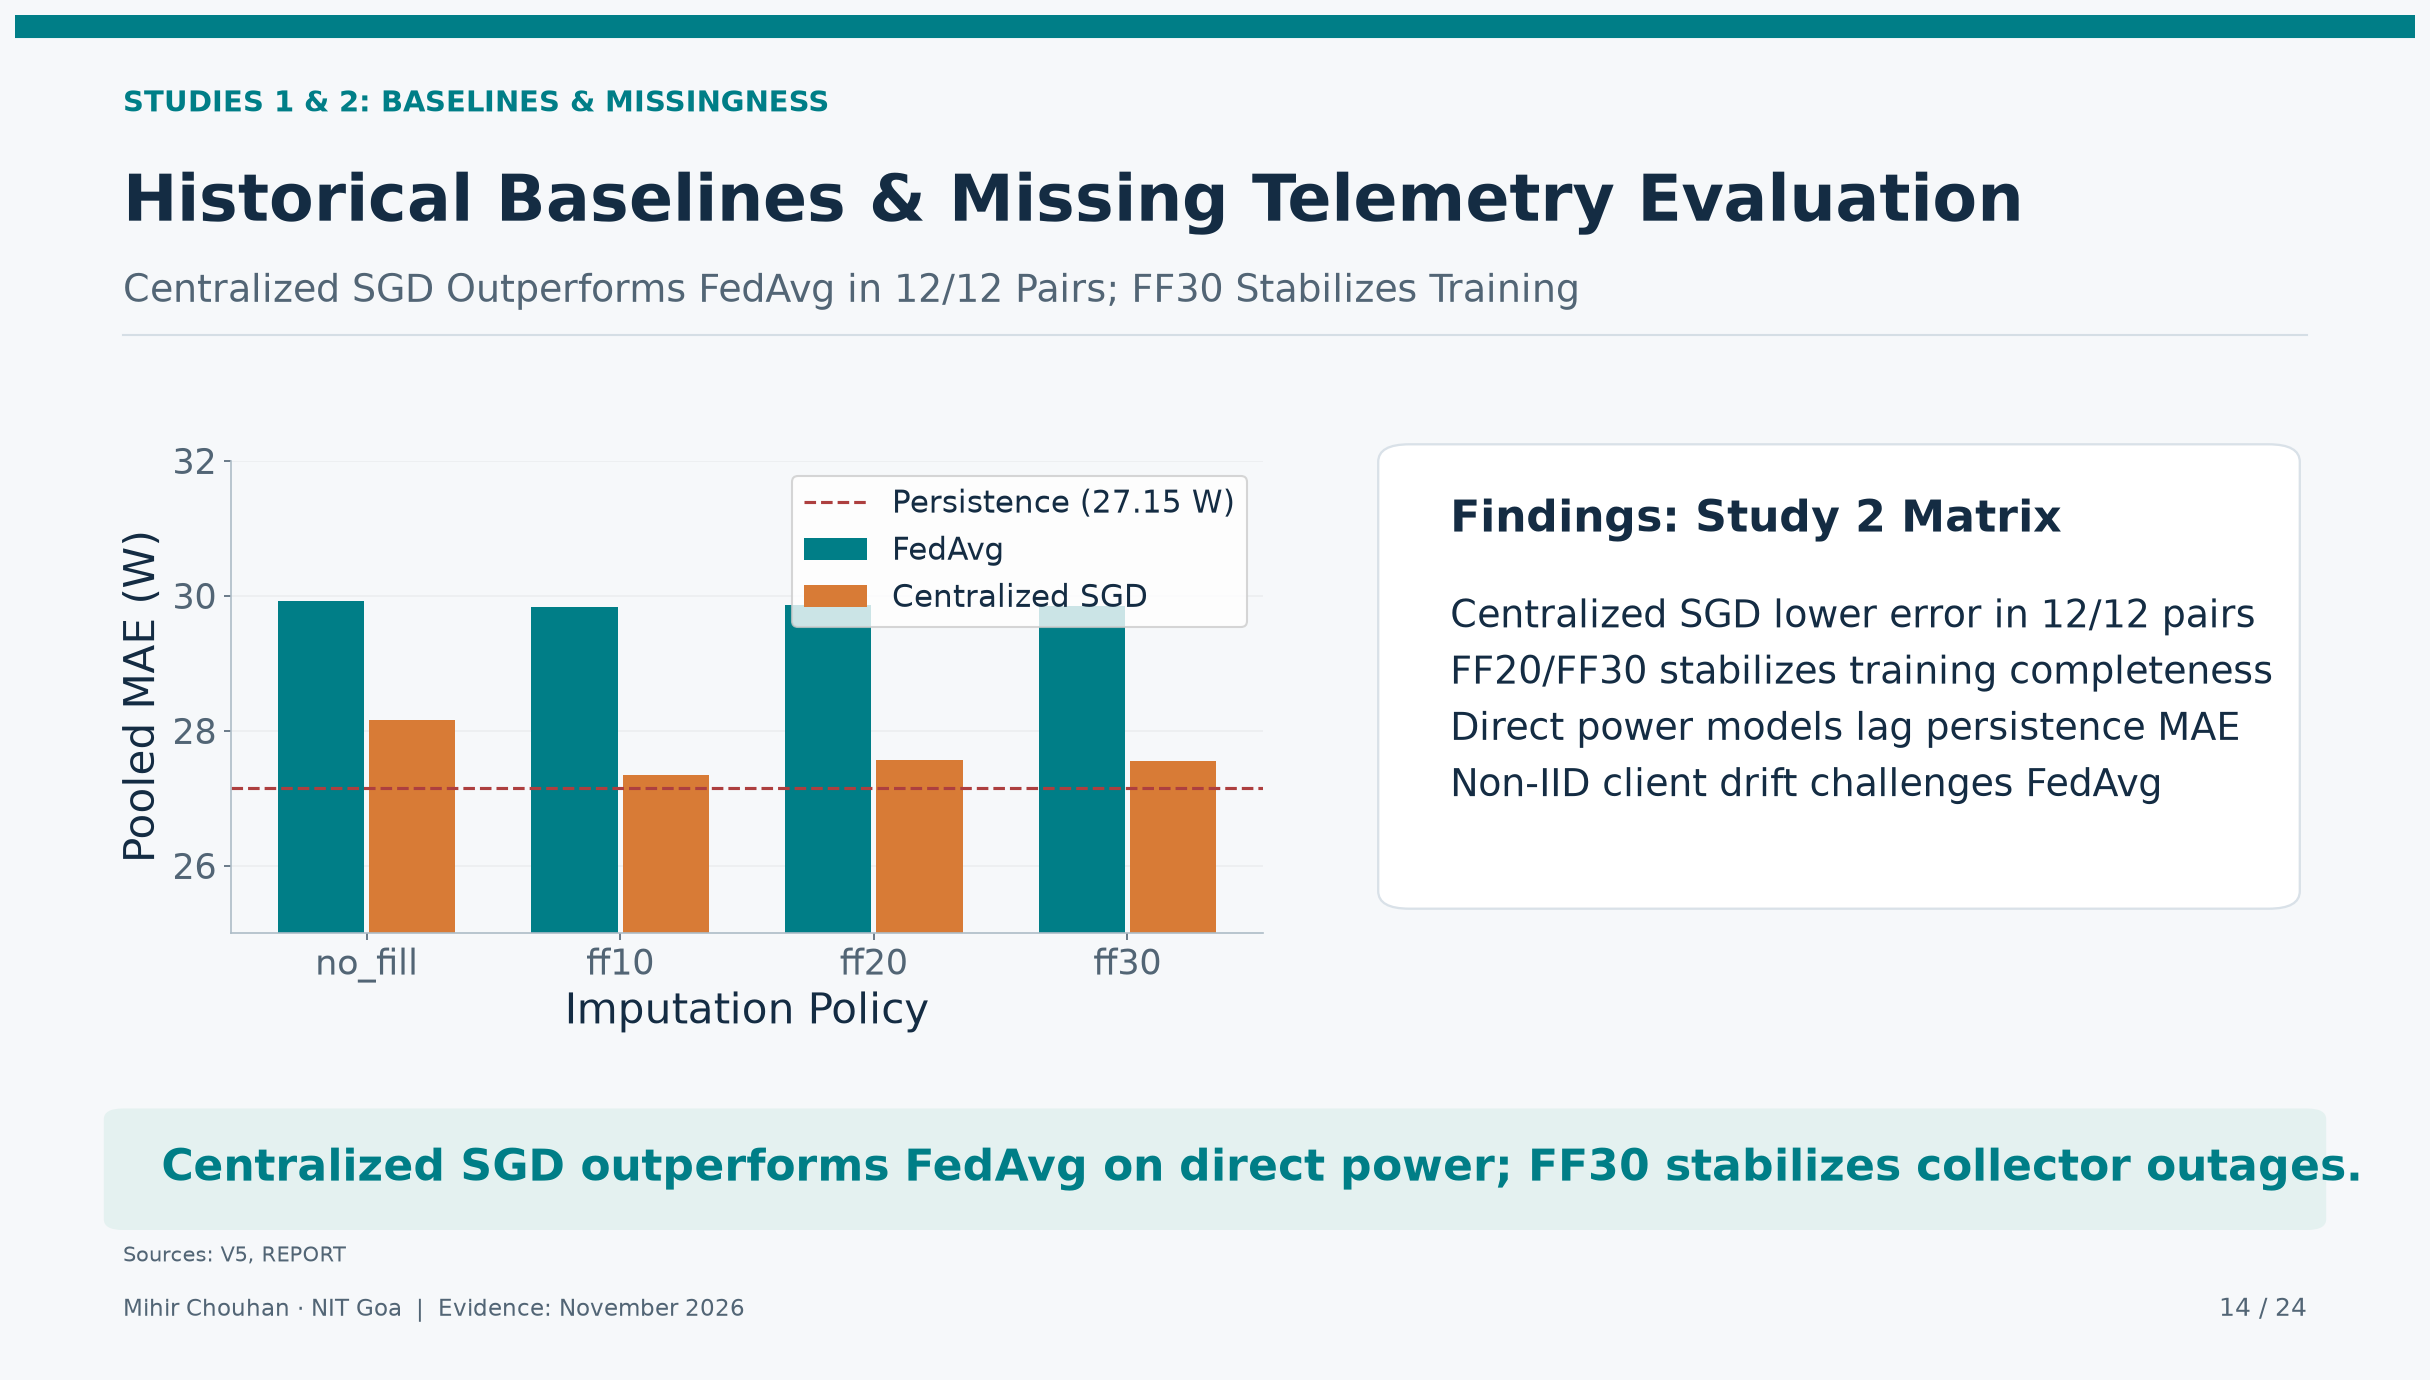 STUDIES 1 & 2: BASELINES & MISSINGNESS
Historical Baselines & Missing Telemetry Evaluation
Centralized SGD Outperforms FedAvg in 12/12 Pairs; FF30 Stabilizes Training
Pooled MAE (W)
32
30
28
26
Persistence (27.15 W)
FedAvg
Centralized SGD
no_fill
ff10
ff20
ff30
Imputation Policy
Findings: Study 2 Matrix
Centralized SGD lower error in 12/12 pairs
FF20/FF30 stabilizes training completeness
Direct power models lag persistence MAE
Non-IID client drift challenges FedAvg
Centralized SGD outperforms FedAvg on direct power; FF30 stabilizes collector outages.
Sources: V5, REPORT
Mihir Chouhan · NIT Goa | Evidence: November 2026
14 / 24